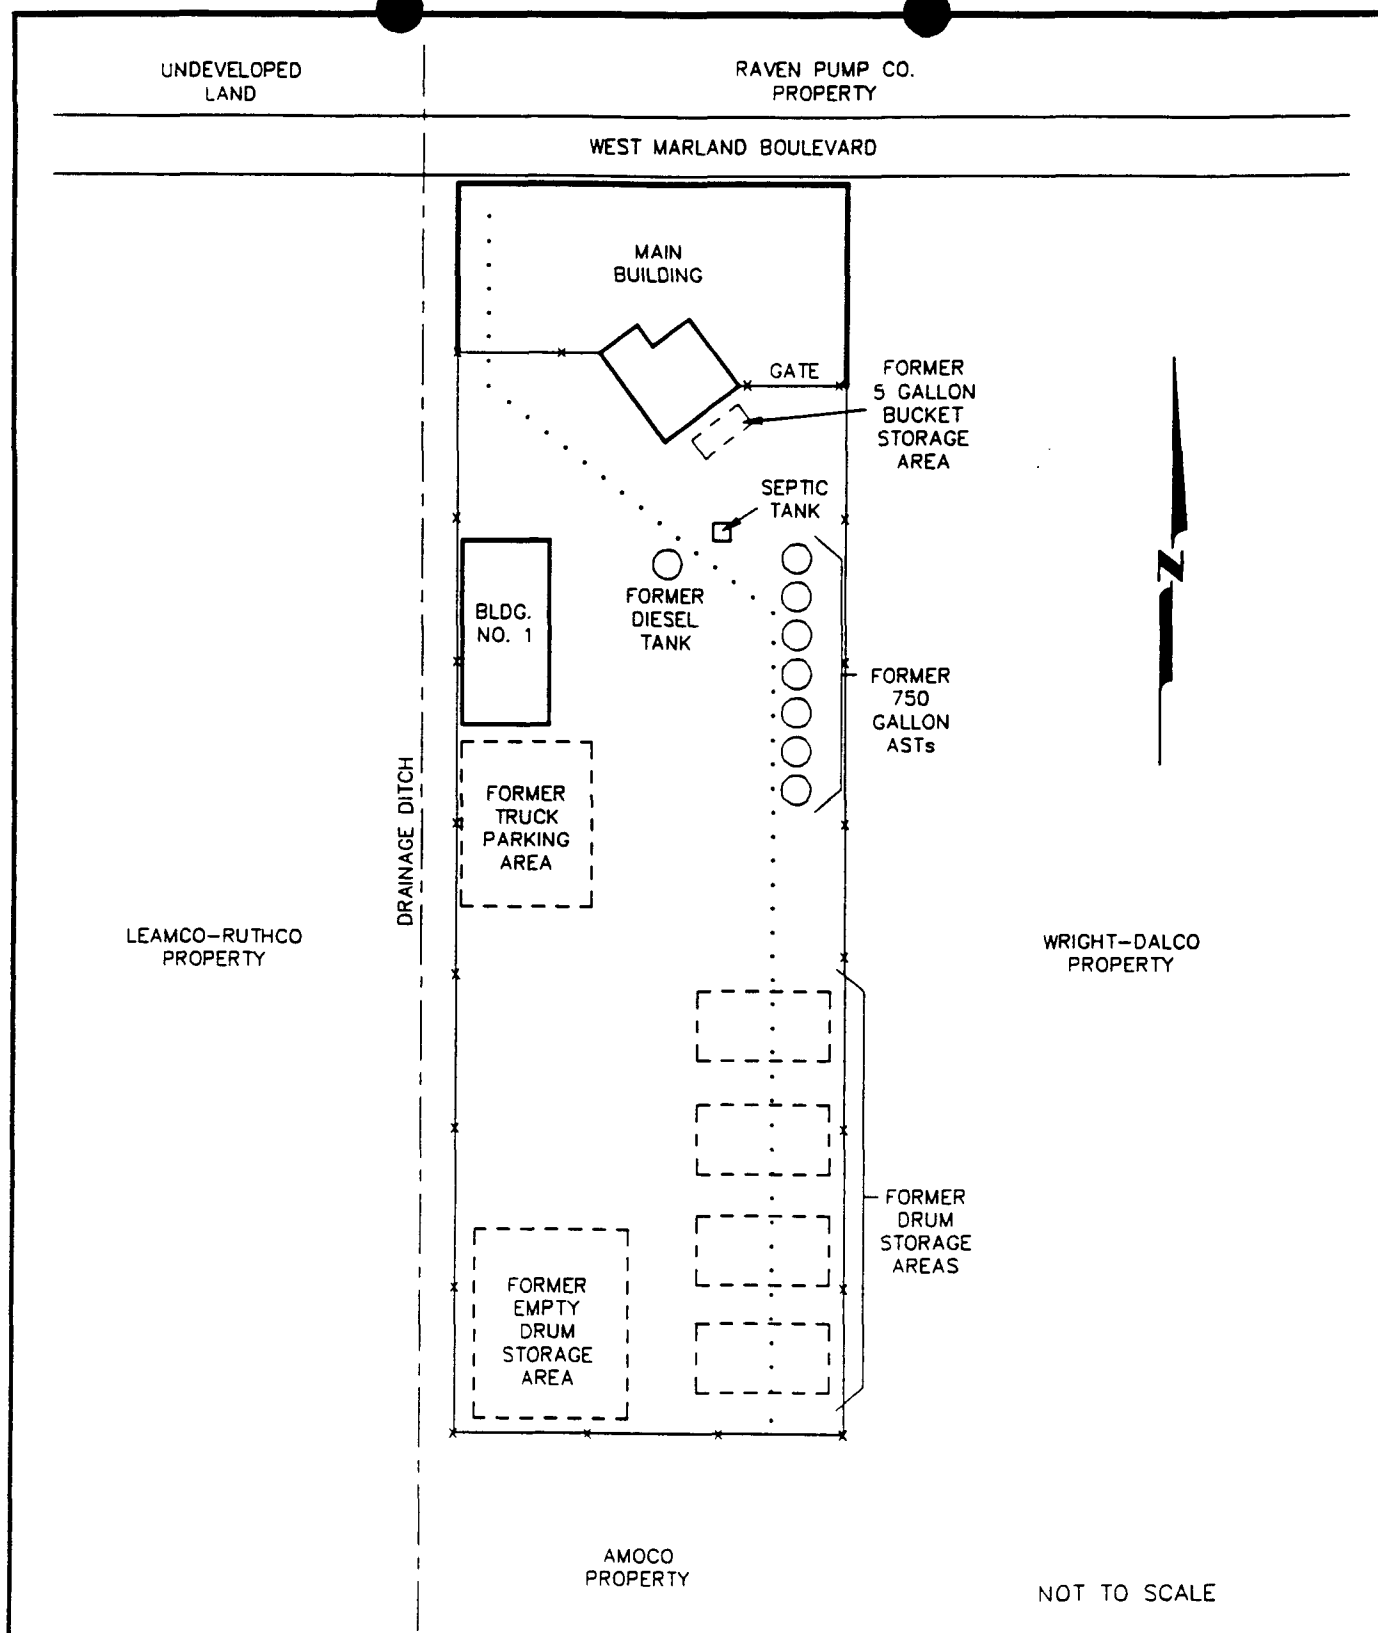 UNDEVELOPED
LAND
RAVEN PUMP CO.
PROPERTY
WEST MARLAND BOULEVARD
MAIN
BUILDING
GATE
FORMER
5 GALLON
BUCKET
STORAGE
AREA
SEPTIC
TANK
FORMER
DIESEL
TANK
BLDG.
NO. 1
FORMER
750
GALLON
ASTs
N
FORMER
TRUCK
PARKING
AREA
DRAINAGE DITCH
LEAMCO-RUTHCO
PROPERTY
WRIGHT-DALCO
PROPERTY
FORMER
DRUM
STORAGE
AREAS
FORMER
EMPTY
DRUM
STORAGE
AREA
AMOCO
PROPERTY
NOT TO SCALE